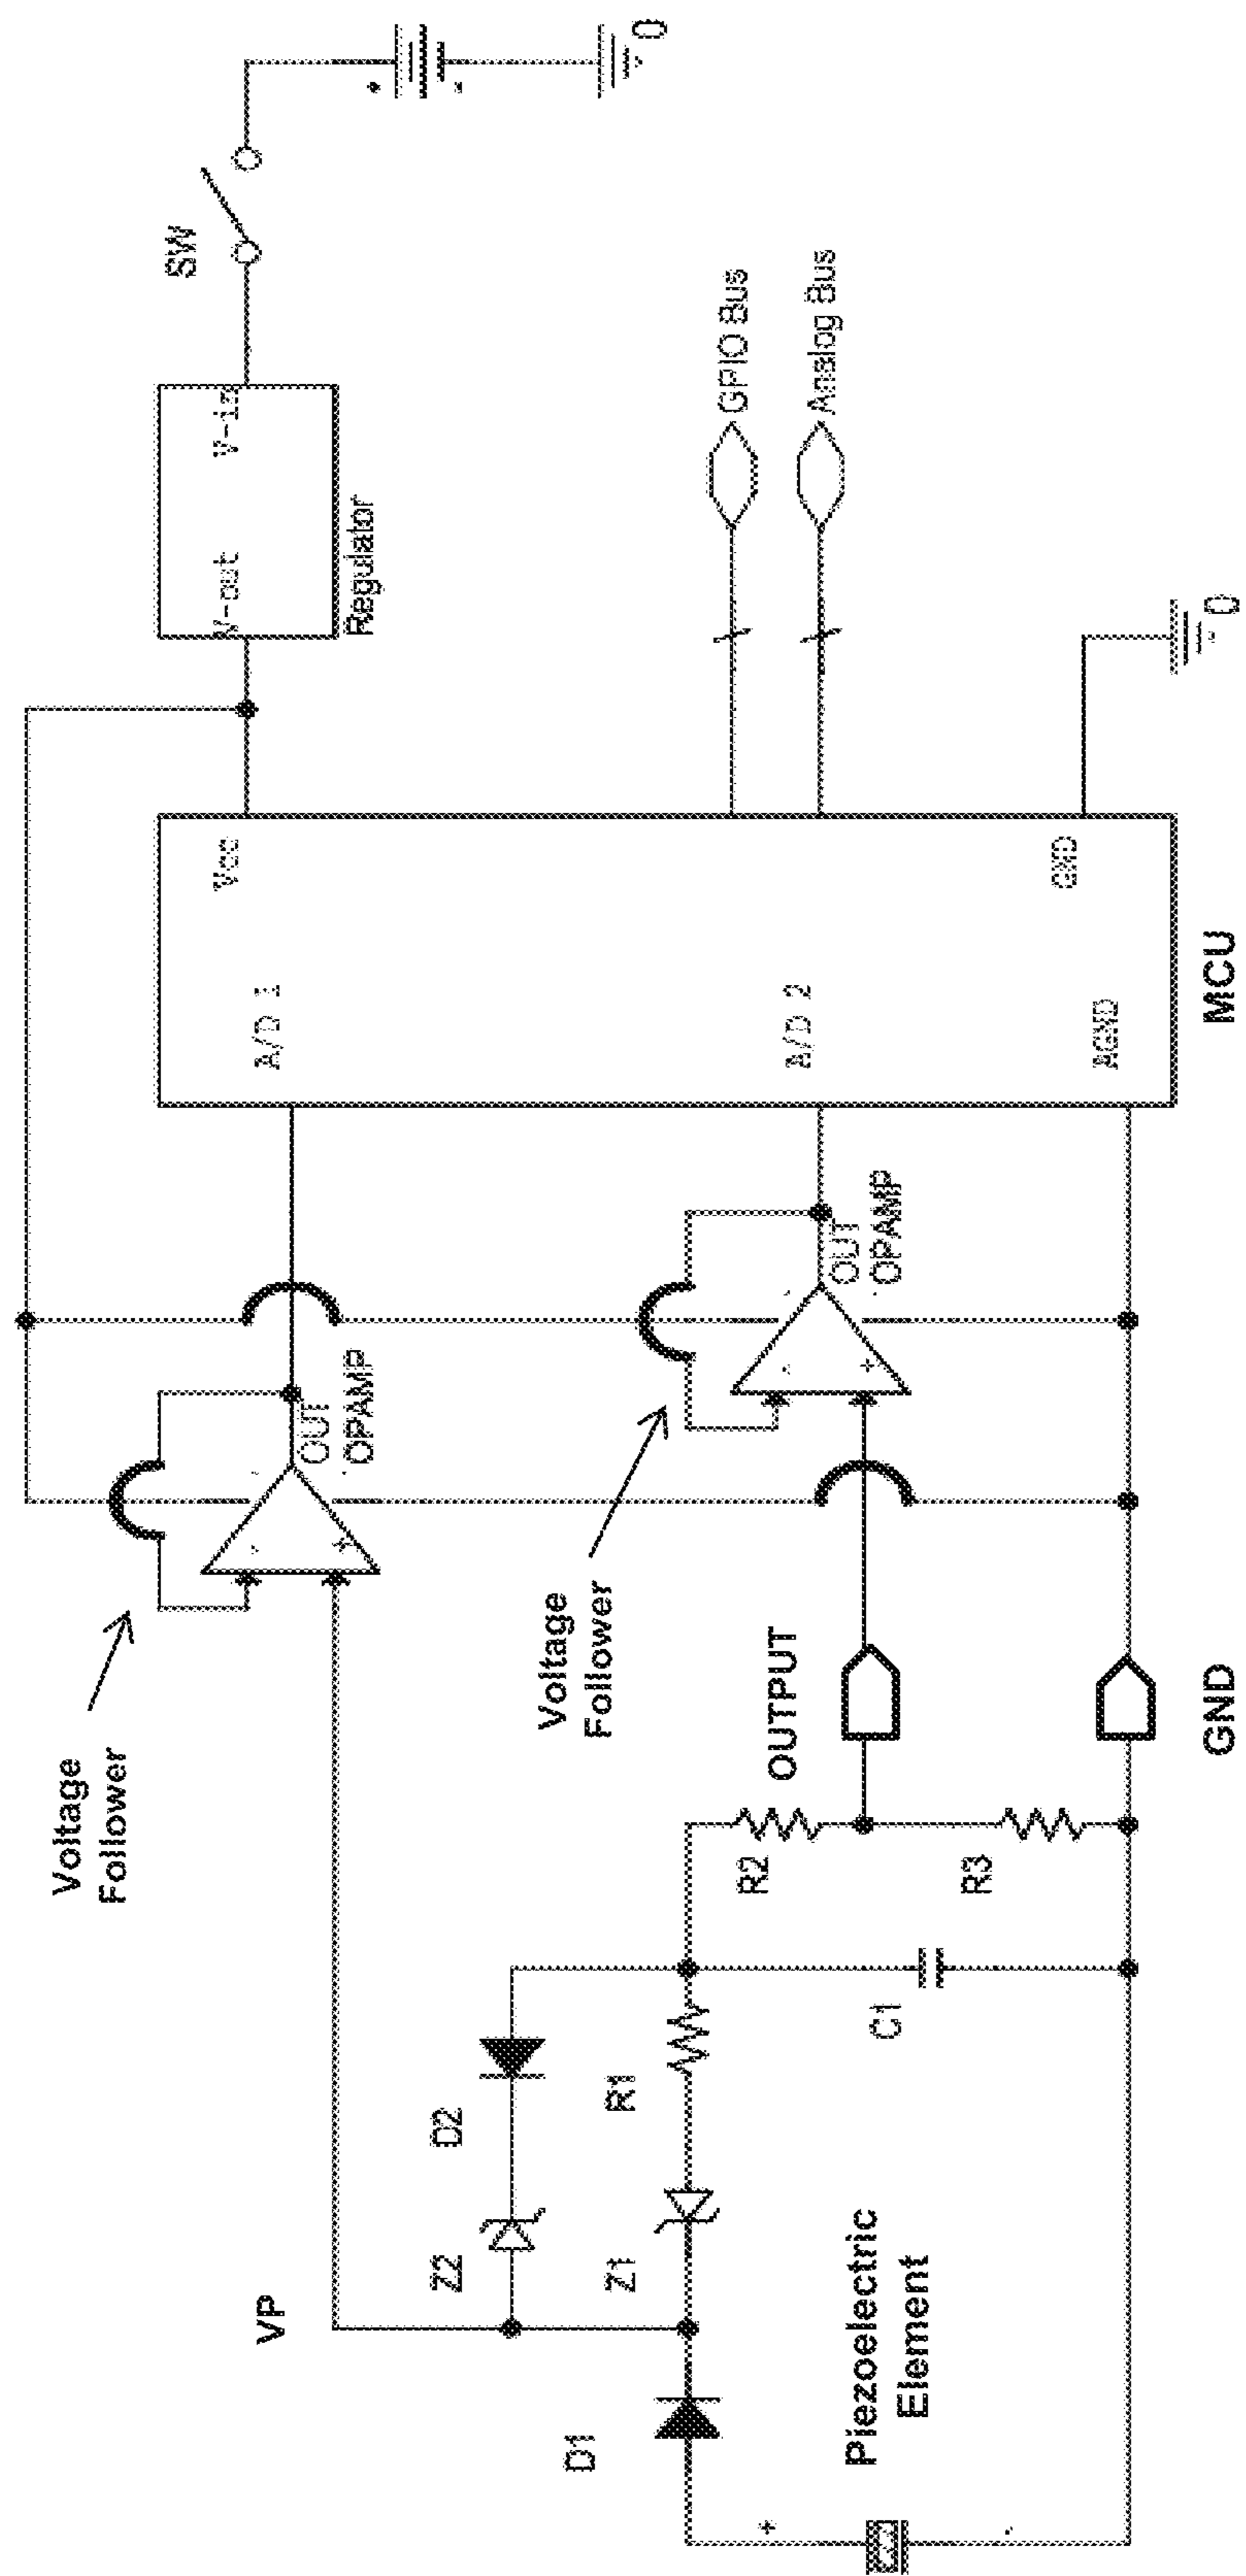 Voltage
Follower
VP
Z2
D2
D1
Z1
R1
Piezoelectric
Element
+
-
C1
R2
R3
OUTPUT
GND
Voltage
Follower
-
+
OUT
OPAMP
-
+
OUT
OPAMP
A/D 1
A/D 2
AGND
Vcc
GND
MCU
V-out
V-in
Regulator
SW
+
-
0
GPIO Bus
Analog Bus
0